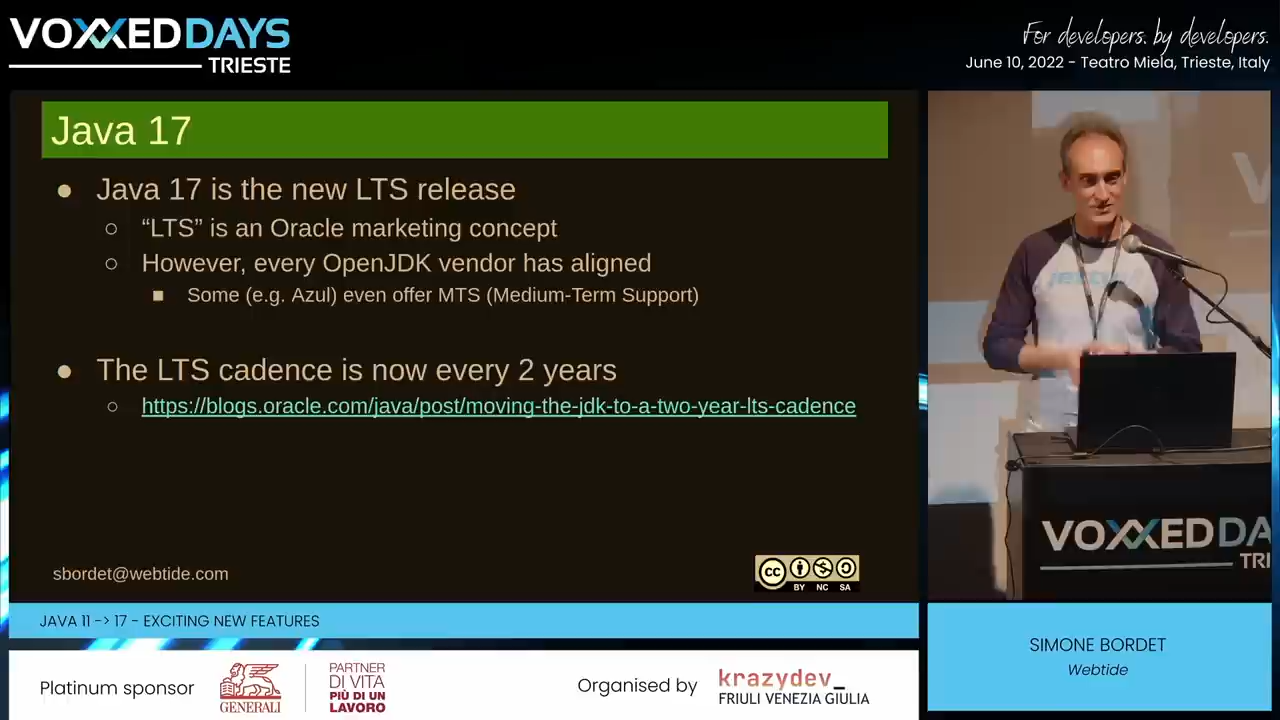 VOXXEDDAYS
TRIESTE
For developers. by developers.
June 10, 2022 - Teatro Miela, Trieste, Italy
Java 17
● Java 17 is the new LTS release
○ “LTS” is an Oracle marketing concept
○ However, every OpenJDK vendor has aligned
■ Some (e.g. Azul) even offer MTS (Medium-Term Support)
● The LTS cadence is now every 2 years
○ https://blogs.oracle.com/java/post/moving-the-jdk-to-a-two-year-lts-cadence
sbordet@webtide.com
CC BY NC SA
VOXXEDDA
TRI
JAVA 11 -> 17 - EXCITING NEW FEATURES
SIMONE BORDET
Webtide
Platinum sponsor
GENERALI
PARTNER
DI VITA
PIÙ DI UN
LAVORO
Organised by
krazydev_
FRIULI VENEZIA GIULIA